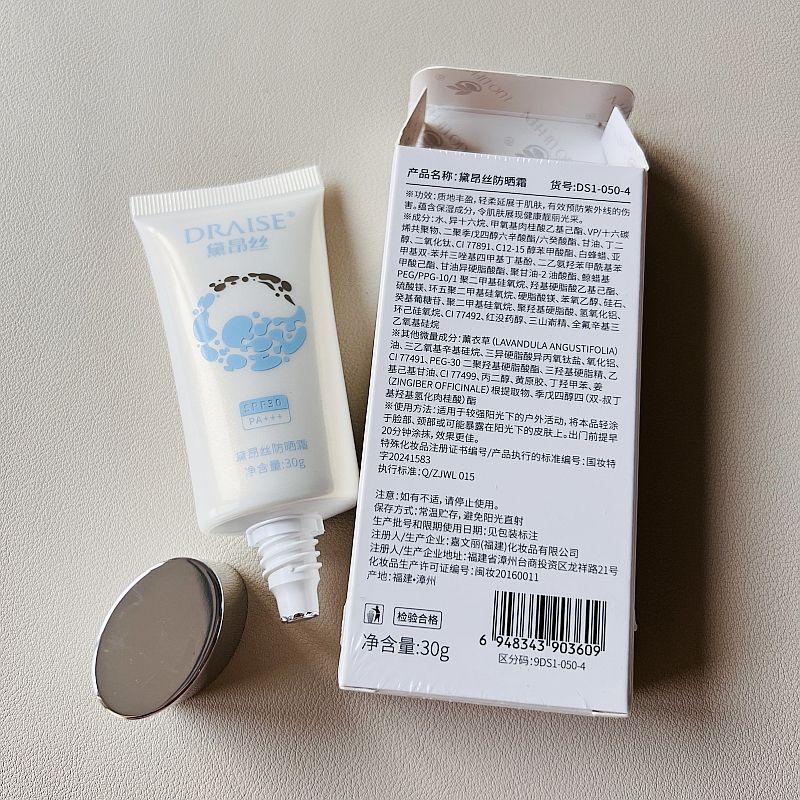 DRAISE®
黛昂丝
SPF30
PA+++
黛昂丝防晒霜
净含量:30g
产品名称:黛昂丝防晒霜 货号:DS1-050-4
※功效:质地丰盈,轻柔延展于肌肤,有效预防紫外线的伤
害。蕴含保湿成分,令肌肤展现健康靓丽光采。
※成分:水、异十六烷、甲氧基肉桂酸乙基己酯、VP/十六碳
烯共聚物、二聚季戊四醇六辛酸酯/六癸酸酯、甘油、丁二
醇、二氧化钛、CI 77891、C12-15 醇苯甲酸酯、白蜂蜡、亚
甲基双-苯并三唑基四甲基丁基酚、二乙氨羟苯甲酰基苯
甲酸己酯、甘油异硬脂酸酯、聚甘油-2 油酸酯、鲸蜡基
PEG/PPG-10/1 聚二甲基硅氧烷、羟基硬脂酸乙基己酯、
硫酸镁、环五聚二甲基硅氧烷、硬脂酸镁、苯氧乙醇、硅石、
癸基葡糖苷、聚二甲基硅氧烷、聚羟基硬脂酸、氢氧化铝、
环己硅氧烷、CI 77492、红没药醇、三山嵛精、全氟辛基三
乙氧基硅烷
※其他微量成分:薰衣草 (LAVANDULA ANGUSTIFOLIA)
油、三乙氧基辛基硅烷、三异硬脂酸异丙氧钛盐、氧化铝、
CI 77491、PEG-30 二聚羟基硬脂酸酯、三羟基硬脂精、乙
基己基甘油、CI 77499、丙二醇、黄原胶、丁羟甲苯、姜
(ZINGIBER OFFICINALE) 根提取物、季戊四醇四 (双-叔丁
基羟基氢化肉桂酸) 酯
※使用方法:适用于较强阳光下的户外活动,将本品轻涂
于脸部、颈部或可能暴露在阳光下的皮肤上。出门前提早
20分钟涂抹,效果更佳。
特殊化妆品注册证书编号/产品执行的标准编号:国妆特
字20241583
执行标准:Q/ZJWL 015
注意:如有不适,请停止使用。
保存方式:常温贮存,避免阳光直射
生产批号和限期使用日期:见包装标注
注册人/生产企业:嘉文丽(福建)化妆品有限公司
注册人/生产企业地址:福建省漳州台商投资区龙祥路21号
化妆品生产许可证编号:闽妆20160011
产地:福建•漳州
检验合格
净含量:30g
6 948343 903609
区分码:9DS1-050-4